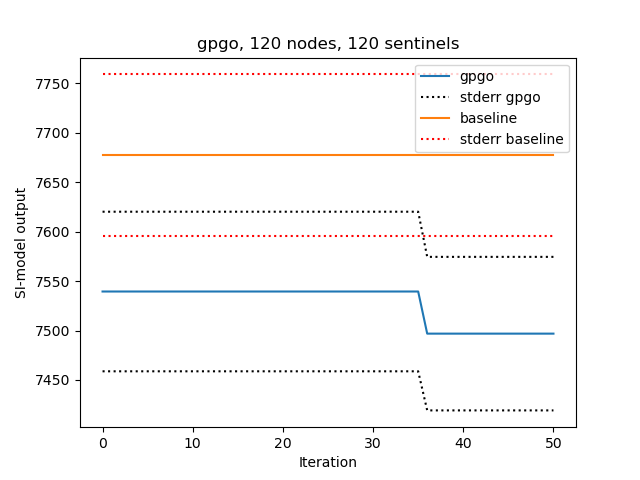 gpgo, 120 nodes, 120 sentinels
gpgo
stderr gpgo
baseline
stderr baseline
7750
7700
7650
7600
7550
7500
7450
SI-model output
0 10 20 30 40 50
Iteration